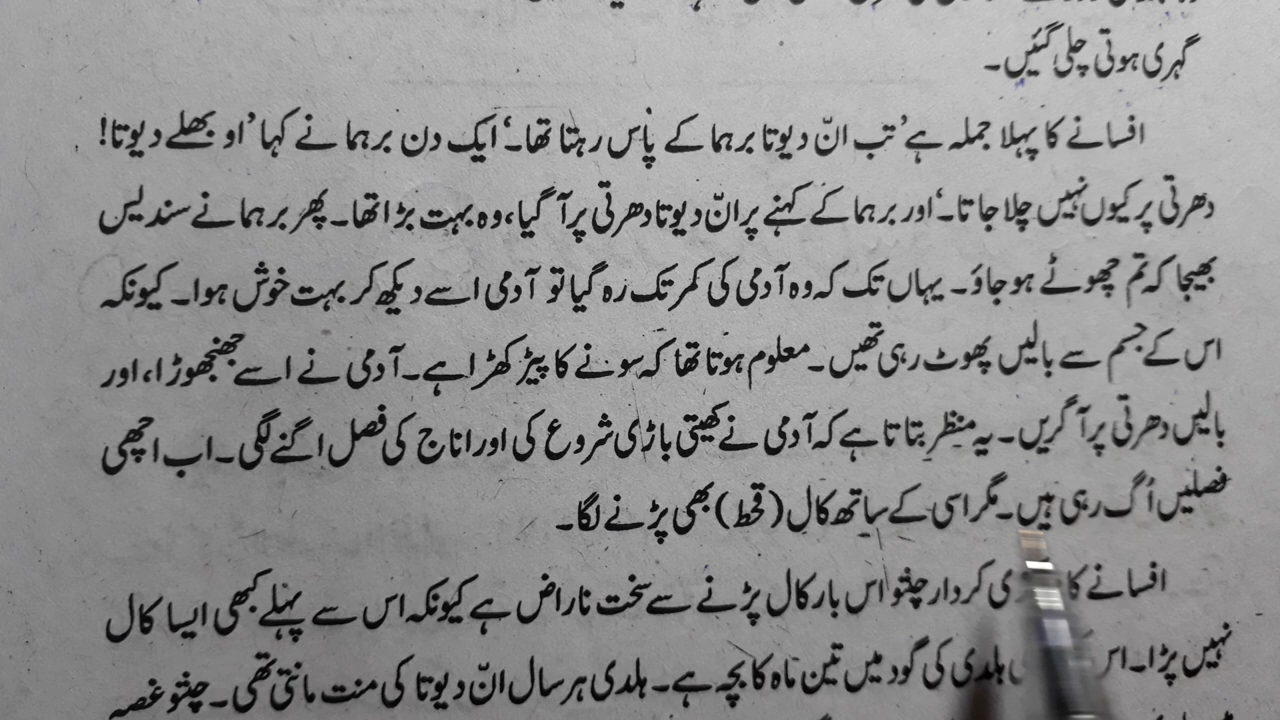 گہری ہوتی چلی گئیں۔
افسانے کا پہلا جملہ ہے ’تب انّ دیوتا برہما کے پاس رہتا تھا۔‘ ایک دن برہما نے کہا ’او بھلے دیوتا!
دھرتی پر کیوں نہیں چلا جاتا۔‘ اور برہما کے کہنے پر انّ دیوتا دھرتی پر آ گیا، وہ بہت بڑا تھا۔ پھر برہما نے سندیس
بھیجا کہ تم چھوٹے ہو جاؤ۔ یہاں تک کہ وہ آدمی کی کمر تک رہ گیا تو آدمی اسے دیکھ کر بہت خوش ہوا۔ کیونکہ
اس کے جسم سے بالیں پھوٹ رہی تھیں۔ معلوم ہوتا تھا کہ سونے کا پیڑ کھڑا ہے۔ آدمی نے اسے جھنجھوڑا، اور
بالیں دھرتی پر آ گریں۔ یہ منظر بتاتا ہے کہ آدمی نے کھیتی باڑی شروع کی اور اناج کی فصل اگنے لگی۔ اب اچھی
فصلیں اُگ رہی ہیں۔ مگر اسی کے ساتھ کال (قحط) بھی پڑنے لگا۔
افسانے کا کردار چنتو اس بار کال پڑنے سے سخت ناراض ہے کیونکہ اس سے پہلے کبھی ایسا کال
نہیں پڑا۔ اس ہلدی کی گود میں تین ماہ کا بچہ ہے۔ ہلدی ہر سال انّ دیوتا کی منت مانتی تھی۔ چنتو غصہ